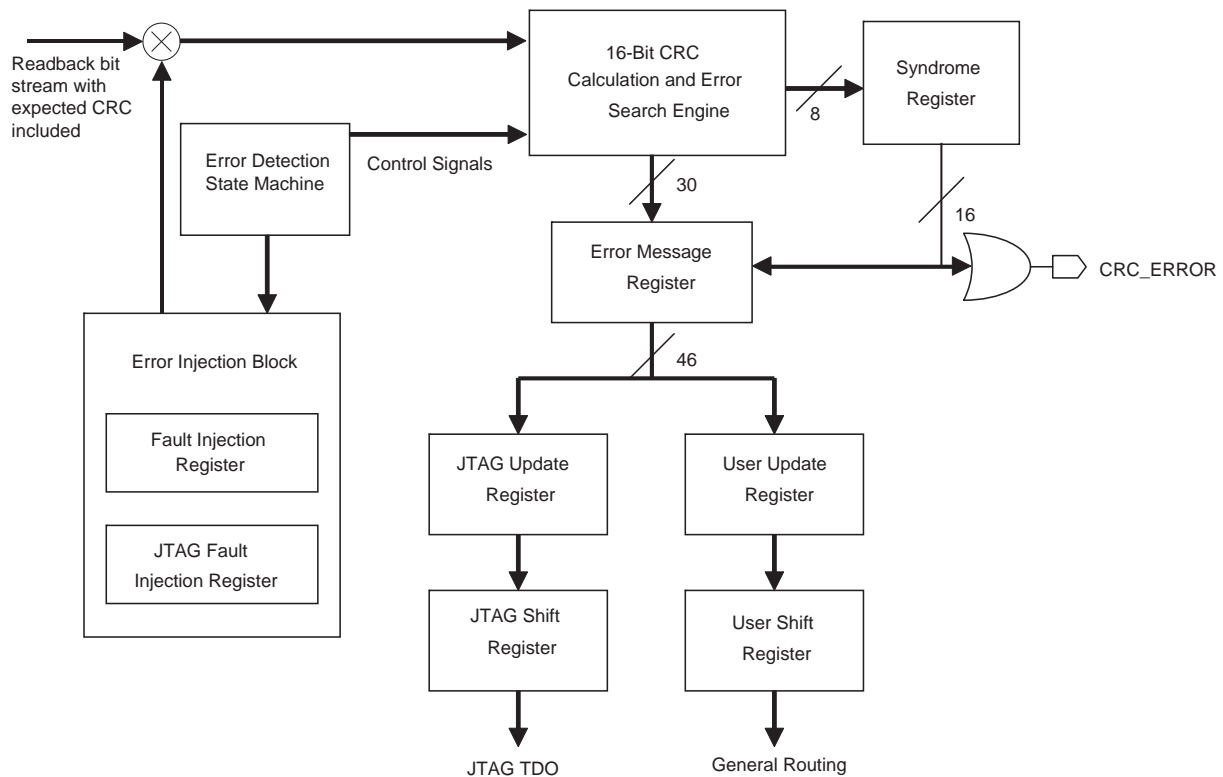 Readback bit
stream with
expected CRC
included
16-Bit CRC
Calculation and Error
Search Engine
8
Syndrome
Register
Error Detection
State Machine
Control Signals
30
16
Error Message
Register
CRC_ERROR
46
Error Injection Block
Fault Injection
Register
JTAG Fault
Injection Register
JTAG Update
Register
User Update
Register
JTAG Shift
Register
User Shift
Register
JTAG TDO
General Routing